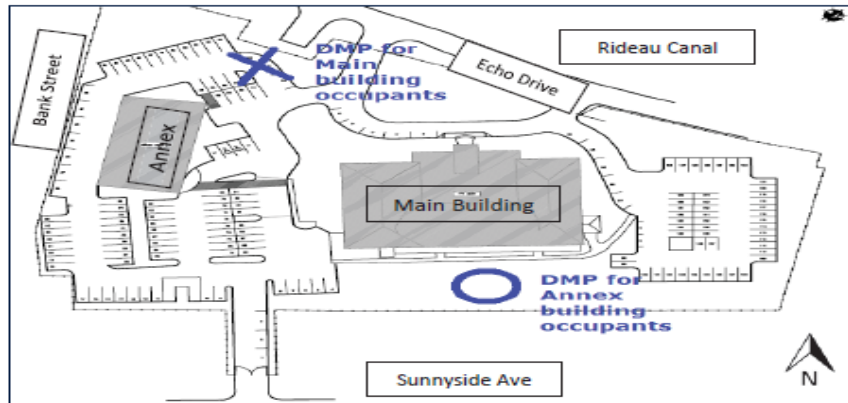 DMP for
Main
building
occupants
Rideau Canal
Echo Drive
Bank Street
Annex
Main Building
DMP for
Annex
building
occupants
Sunnyside Ave
N